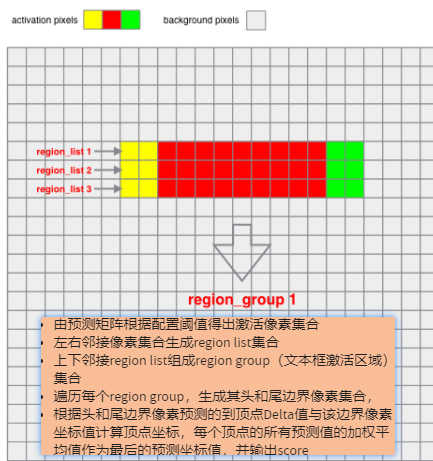 activation pixels
background pixels
region_list 1
region_list 2
region_list 3
region_group 1
• 由预测矩阵根据配置阈值得出激活像素集合
• 左右邻接像素集合生成region list集合
• 上下邻接region list组成region group（文本框激活区域）
集合
• 遍历每个region group，生成其头和尾边界像素集合，
• 根据头和尾边界像素预测的到顶点Delta值与该边界像素
坐标值计算顶点坐标，每个顶点的所有预测值的加权平
均值作为最后的预测坐标值，并输出score